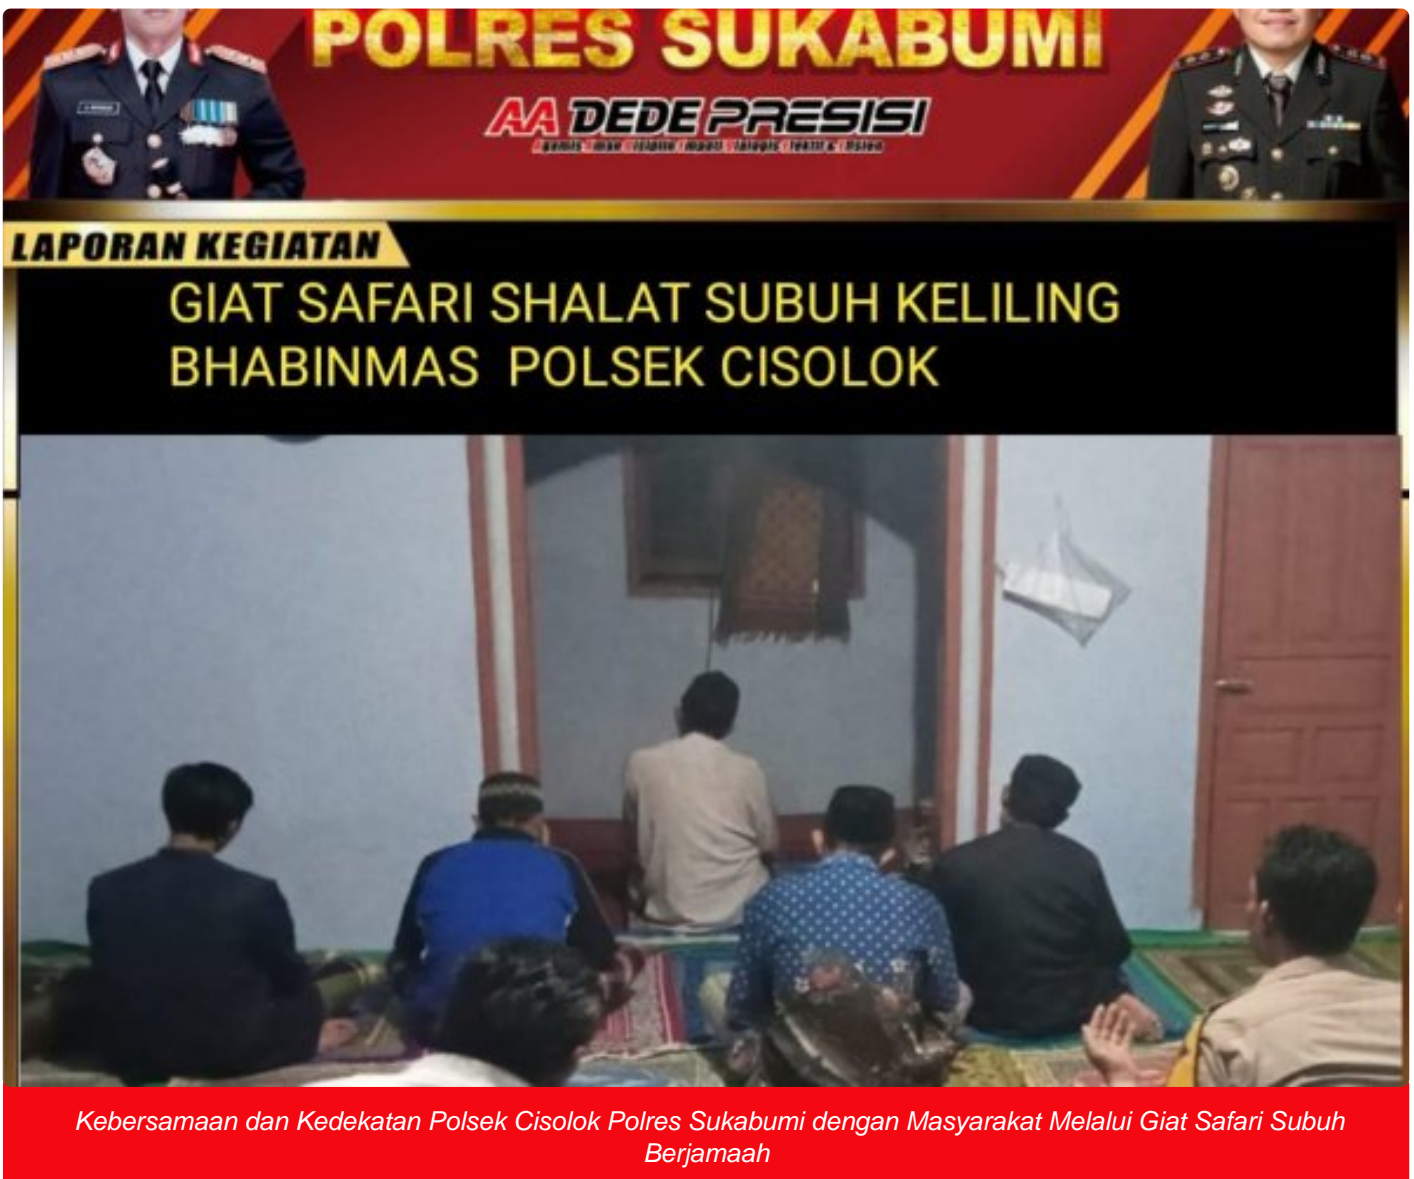 POLRES SUKABUMI
AA DEDE PRESISI
LAPORAN KEGIATAN
GIAT SAFARI SHALAT SUBUH KELILING
BHABINMAS POLSEK CISOLOK
Kebersamaan dan Kedekatan Polsek Cisolok Polres Sukabumi dengan Masyarakat Melalui Giat Safari Subuh
Berjamaah